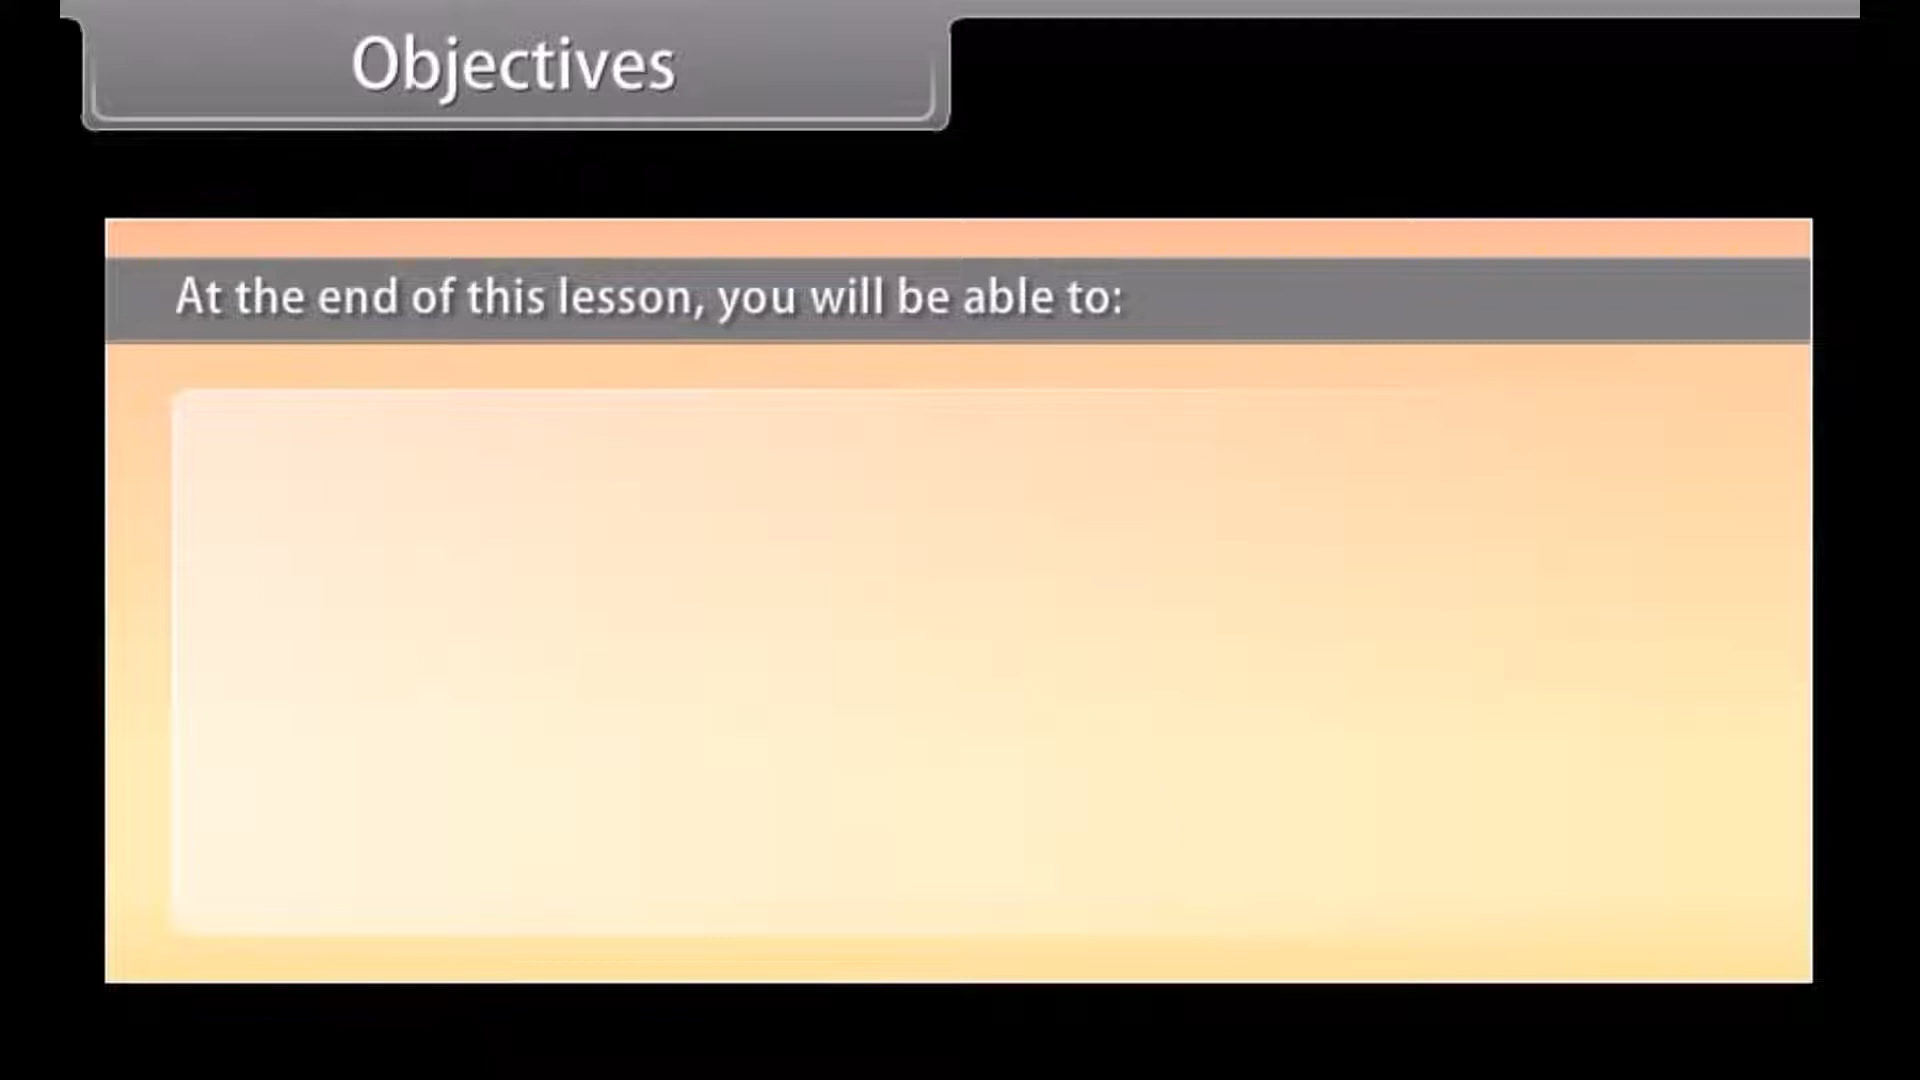 Objectives
At the end of this lesson, you will be able to: